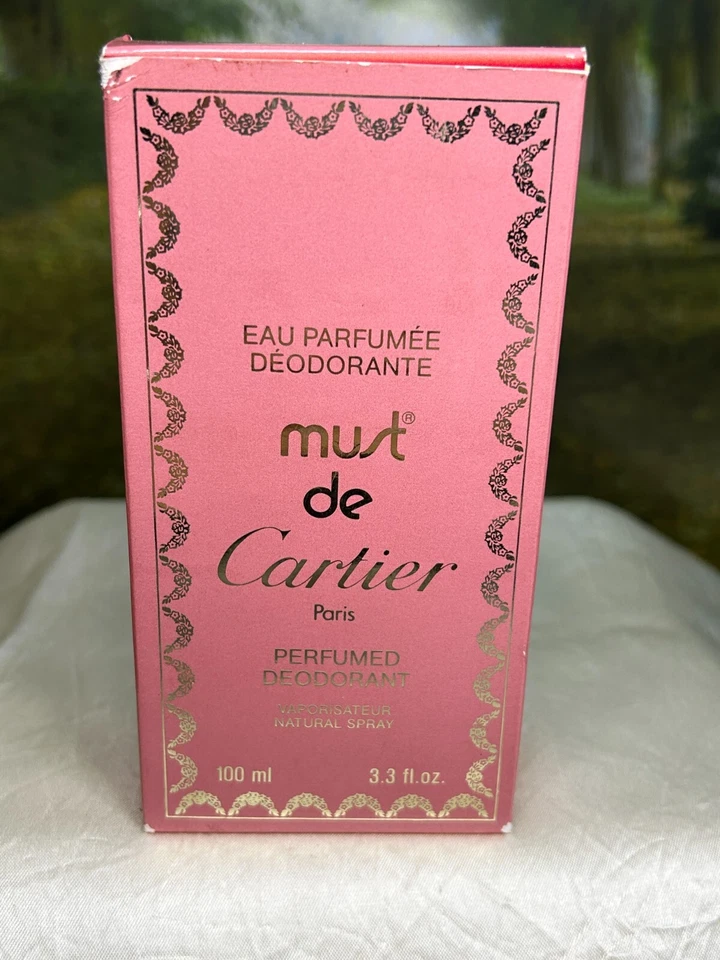 EAU PARFUMÉE
DÉODORANTE
must®
de
Cartier
Paris
PERFUMED
DEODORANT
VAPORISATEUR
NATURAL SPRAY
100 ml 3.3 fl.oz.